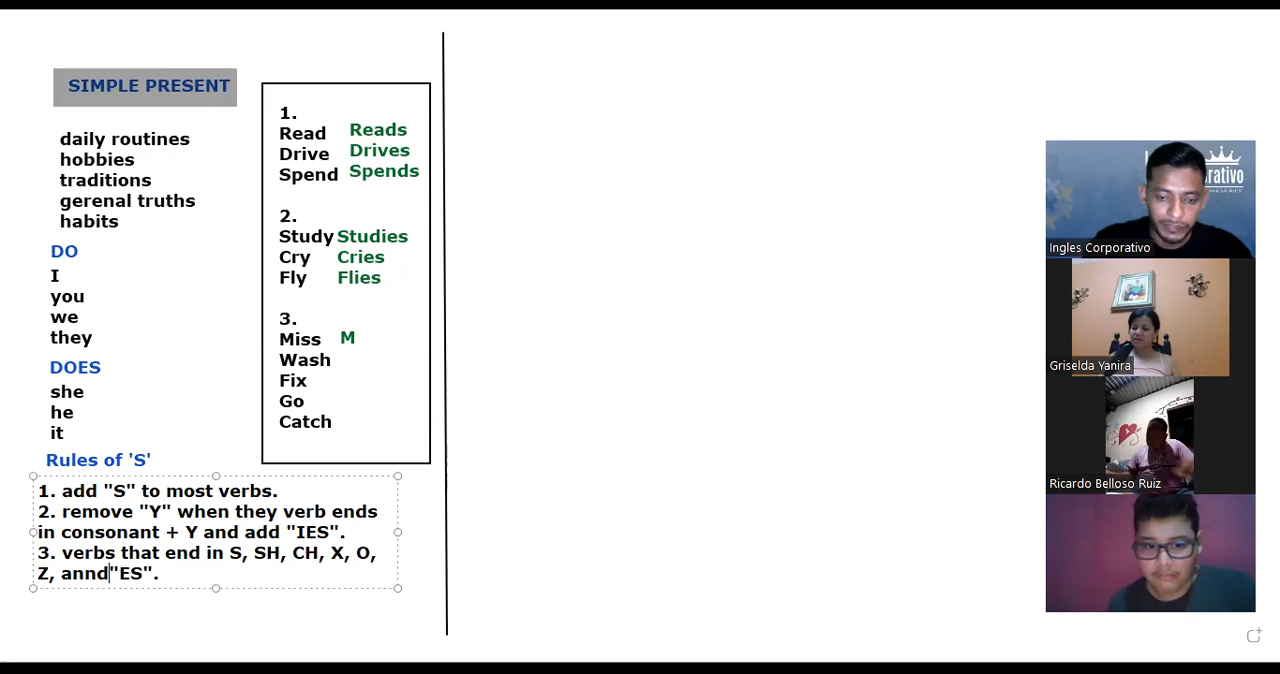 SIMPLE PRESENT
daily routines
hobbies
traditions
gerenal truths
habits
DO
I
you
we
they
DOES
she
he
it
Rules of 'S'
1. add "S" to most verbs.
2. remove "Y" when they verb ends
in consonant + Y and add "IES".
3. verbs that end in S, SH, CH, X, O,
Z, annd"ES".
1.
Read Reads
Drive Drives
Spend Spends
2.
Study Studies
Cry Cries
Fly Flies
3.
Miss M
Wash
Fix
Go
Catch
Ingles Corporativo
Griselda Yanira
Ricardo Belloso Ruiz